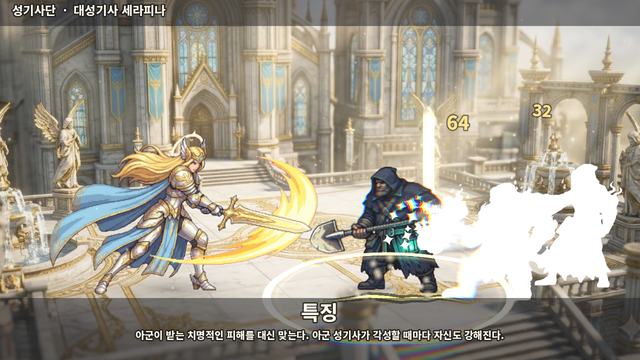 성기사단 · 대성기사 세라피나
64
32
특징
아군이 받는 치명적인 피해를 대신 맞는다. 아군 성기사가 각성할 때마다 자신도 강해진다.